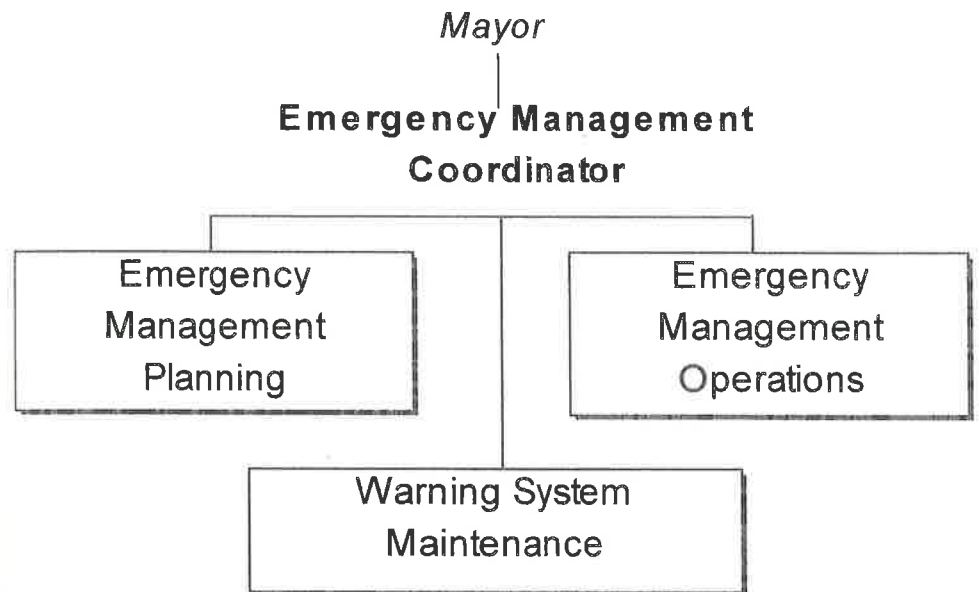 Mayor
Emergency Management
Coordinator
Emergency
Management
Planning
Emergency
Management
Operations
Warning System
Maintenance